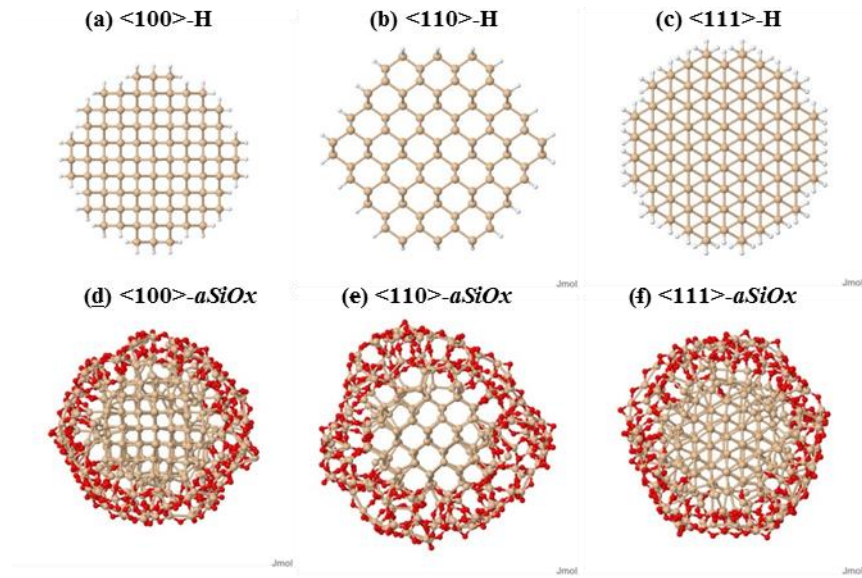 (a) <100>-H
(b) <110>-H
(c) <111>-H
Jmol
Jmol
(d) <100>-aSiOx
(e) <110>-aSiOx
(f) <111>-aSiOx
Jmol
Jmol
Jmol